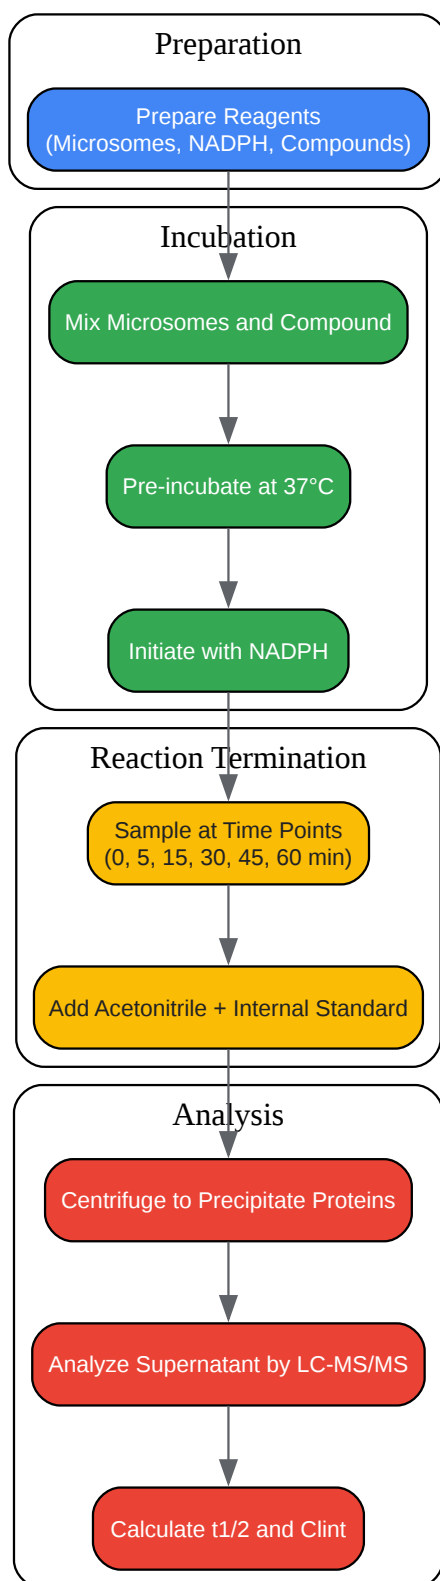 Preparation
Prepare Reagents
(Microsomes, NADPH, Compounds)
Incubation
Mix Microsomes and Compound
Pre-incubate at 37°C
Initiate with NADPH
Reaction Termination
Sample at Time Points
(0, 5, 15, 30, 45, 60 min)
Add Acetonitrile + Internal Standard
Analysis
Centrifuge to Precipitate Proteins
Analyze Supernatant by LC-MS/MS
Calculate t1/2 and Clint